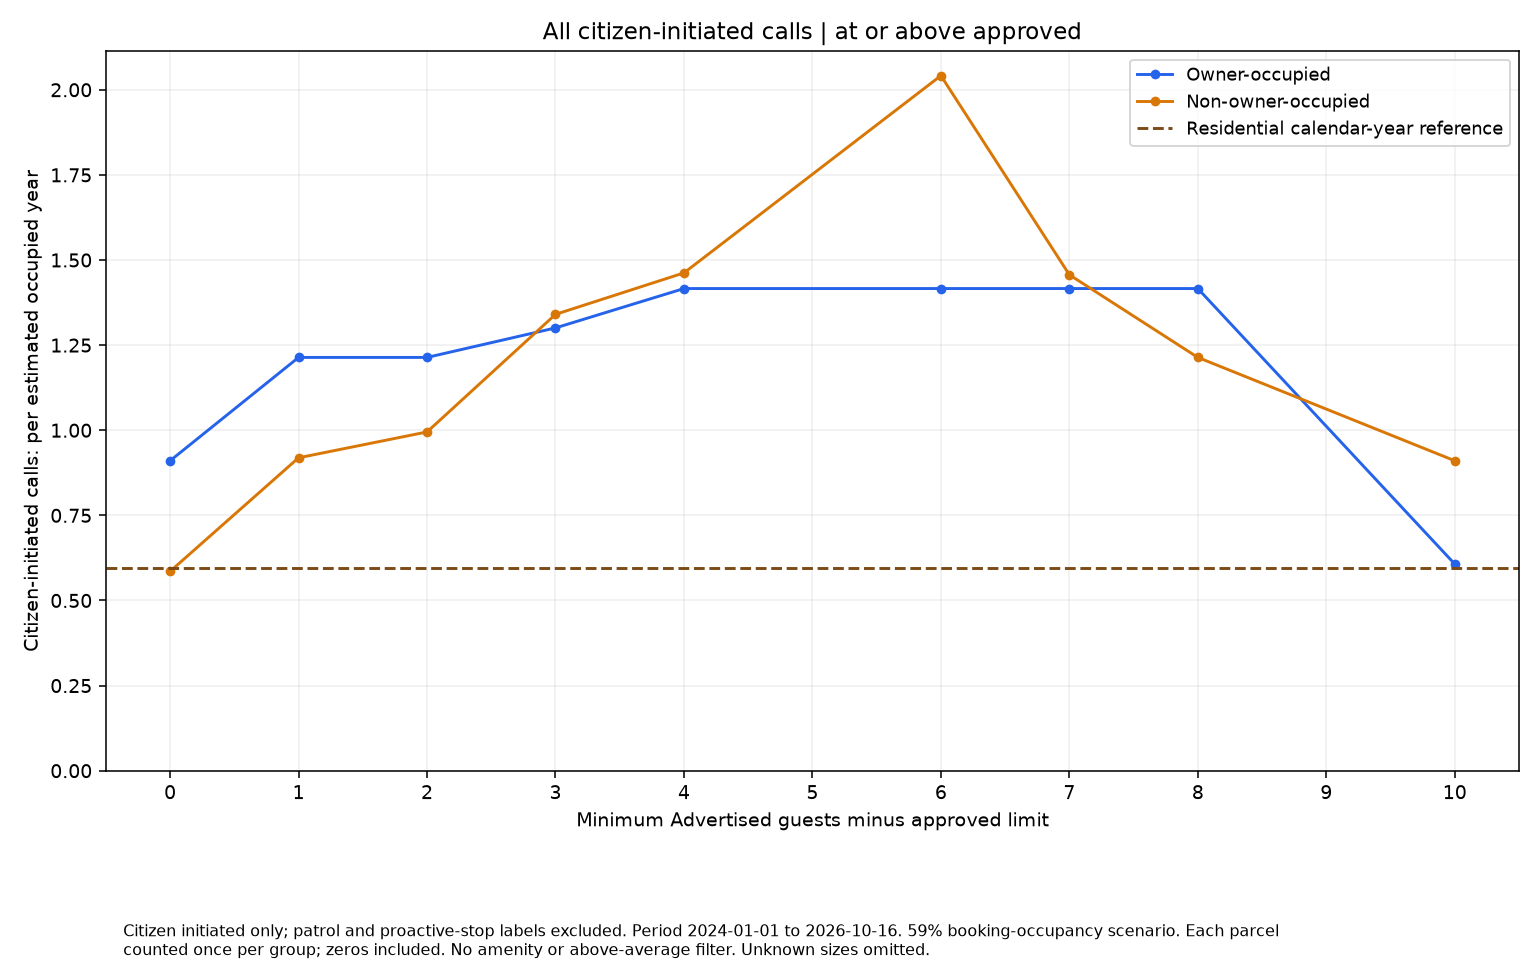 All citizen-initiated calls | at or above approved
Owner-occupied
Non-owner-occupied
Residential calendar-year reference
Citizen-initiated calls: per estimated occupied year
2.00
1.75
1.50
1.25
1.00
0.75
0.50
0.25
0.00
0 1 2 3 4 5 6 7 8 9 10
Minimum Advertised guests minus approved limit
Citizen initiated only; patrol and proactive-stop labels excluded. Period 2024-01-01 to 2026-10-16. 59% booking-occupancy scenario. Each parcel
counted once per group; zeros included. No amenity or above-average filter. Unknown sizes omitted.